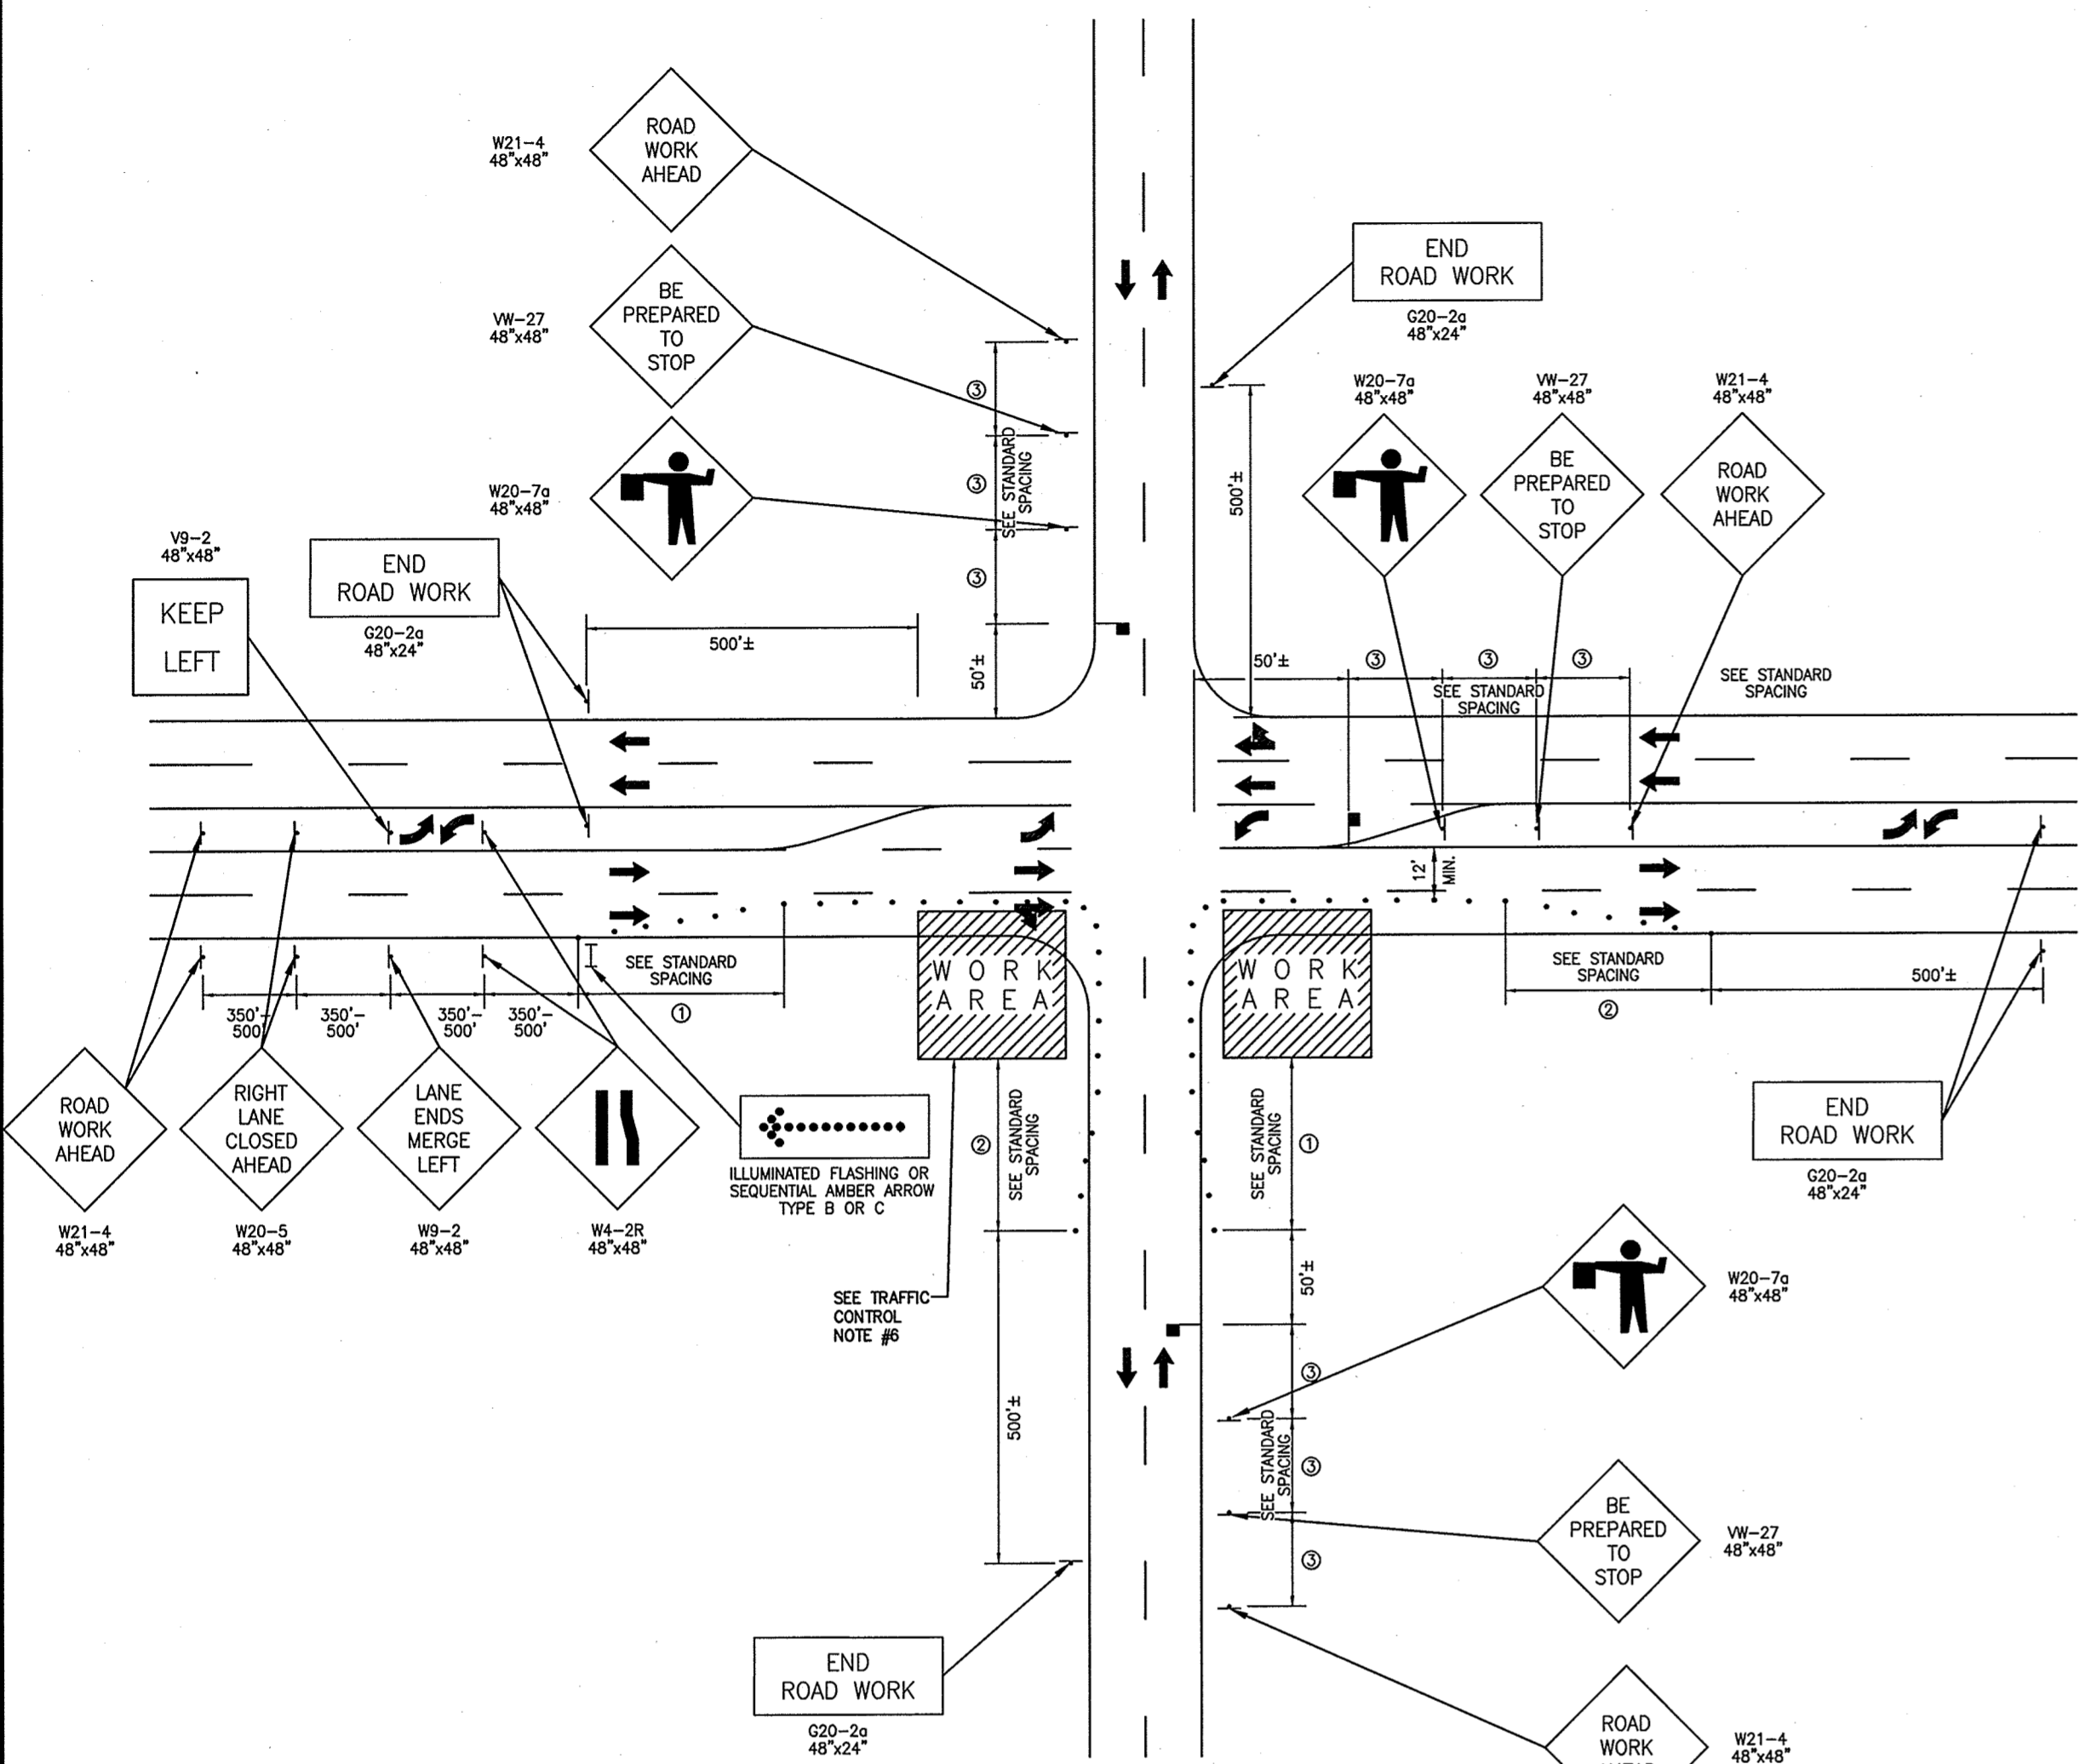 W21-4
48"x48"
ROAD
WORK
AHEAD
VW-27
48"x48"
BE
PREPARED
TO
STOP
W20-7a
48"x48"
END
ROAD WORK
G20-2a
48"x24"
V9-2
48"x48"
KEEP
LEFT
END
ROAD WORK
G20-2a
48"x24"
500'±
③
③
③
SEE STANDARD
SPACING
50'±
500'±
W20-7a
48"x48"
VW-27
48"x48"
BE
PREPARED
TO
STOP
W21-4
48"x48"
ROAD
WORK
AHEAD
50'±
③
③
③
SEE STANDARD
SPACING
SEE STANDARD
SPACING
12'
MIN.
350'-
500'
350'-
500'
350'-
500'
350'-
500'
SEE STANDARD
SPACING
①
WORK
AREA
WORK
AREA
SEE STANDARD
SPACING
②
500'±
ROAD
WORK
AHEAD
W21-4
48"x48"
RIGHT
LANE
CLOSED
AHEAD
W20-5
48"x48"
LANE
ENDS
MERGE
LEFT
W9-2
48"x48"
W4-2R
48"x48"
ILLUMINATED FLASHING OR
SEQUENTIAL AMBER ARROW
TYPE B OR C
②
SEE STANDARD
SPACING
SEE STANDARD
SPACING
①
END
ROAD WORK
G20-2a
48"x24"
SEE TRAFFIC
CONTROL
NOTE #6
500'±
50'±
③
③
③
SEE STANDARD
SPACING
W20-7a
48"x48"
BE
PREPARED
TO
STOP
VW-27
48"x48"
END
ROAD WORK
G20-2a
48"x24"
ROAD
WORK
W21-4
48"x48"